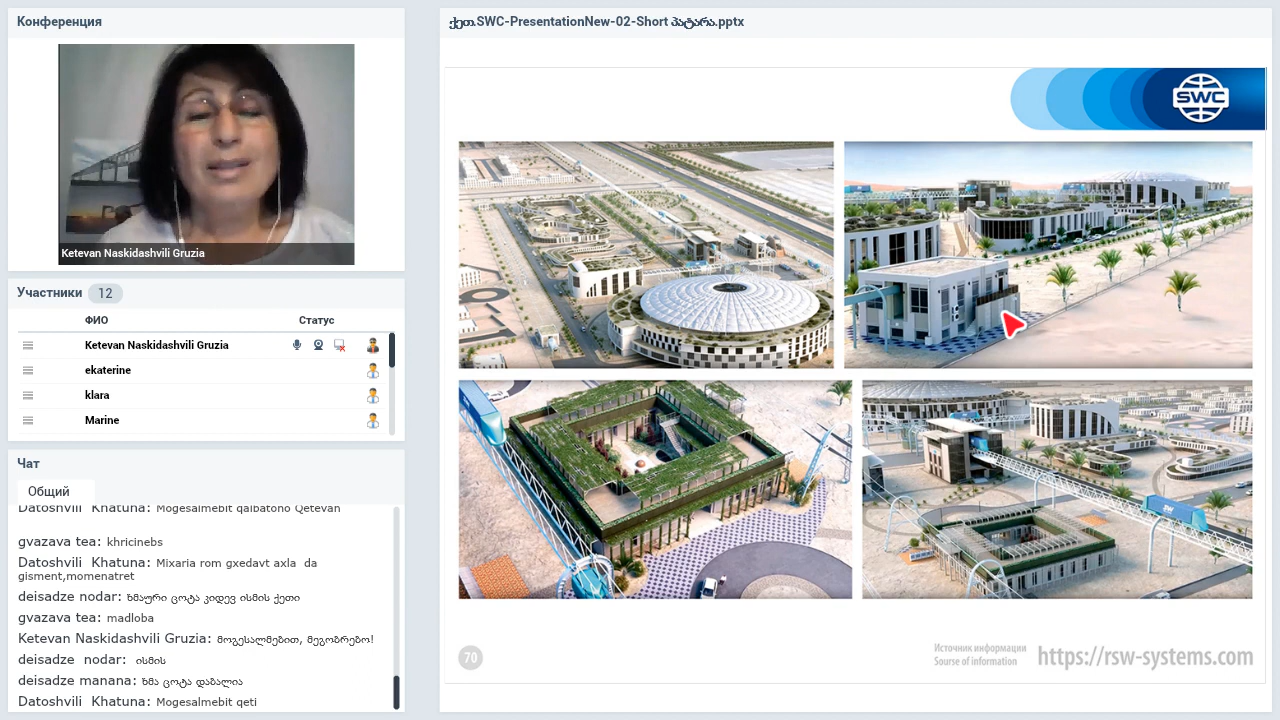 Конференция
Ketevan Naskidashvili Gruzia
Участники 12
ФИО Статус
Ketevan Naskidashvili Gruzia
ekaterine
klara
Marine
Чат
Общий
Datoshvili Khatuna: Mogesalmebit qalbatono Qetevan
gvazava tea: khricinebs
Datoshvili Khatuna: Mixaria rom gxedavt axla da
gisment,momenatret
deisadze nodar: ხმაური ცოტა კიდევ ისმის ქეთი
gvazava tea: madloba
Ketevan Naskidashvili Gruzia: მოგესალმებით, მეგობრებო!
deisadze nodar: ისმის
deisadze manana: ხმა ცოტა დაბალია
Datoshvili Khatuna: Mogesalmebit qeti
ქეთ.SWC-PresentationNew-02-Short პატარა.pptx
SWC
70
Источник информации
Sourse of information
https://rsw-systems.com